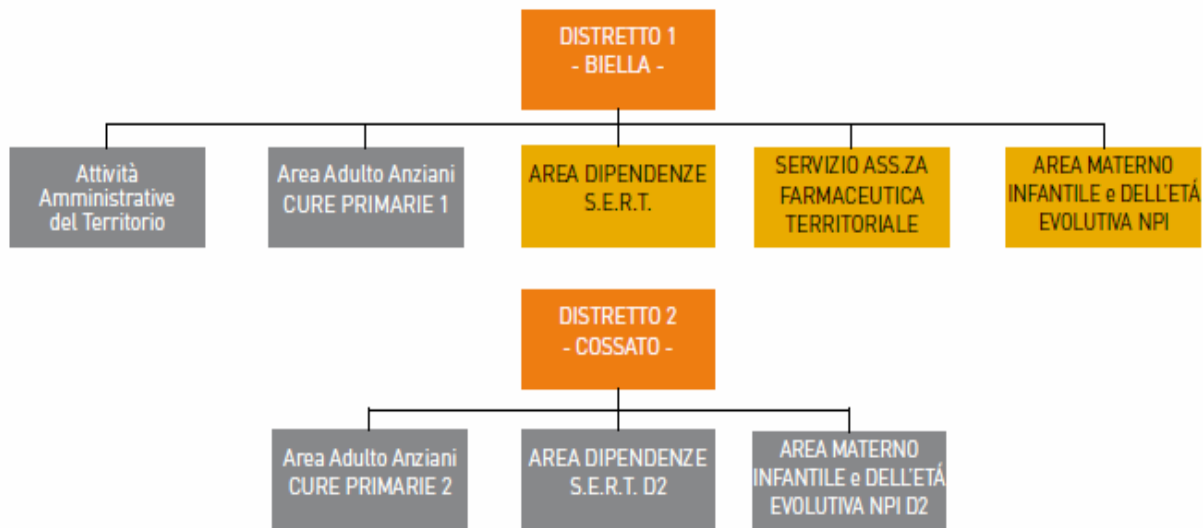 DISTRETTO 1
- BIELLA -
Attività
Amministrative
del Territorio
Area Adulto Anziani
CURE PRIMARIE 1
AREA DIPENDENZE
S.E.R.T.
SERVIZIO ASS.ZA
FARMACEUTICA
TERRITORIALE
AREA MATERNO
INFANTILE e DELL'ETÁ
EVOLUTIVA NPI
DISTRETTO 2
- COSSATO -
Area Adulto Anziani
CURE PRIMARIE 2
AREA DIPENDENZE
S.E.R.T. D2
AREA MATERNO
INFANTILE e DELL'ETÁ
EVOLUTIVA NPI D2